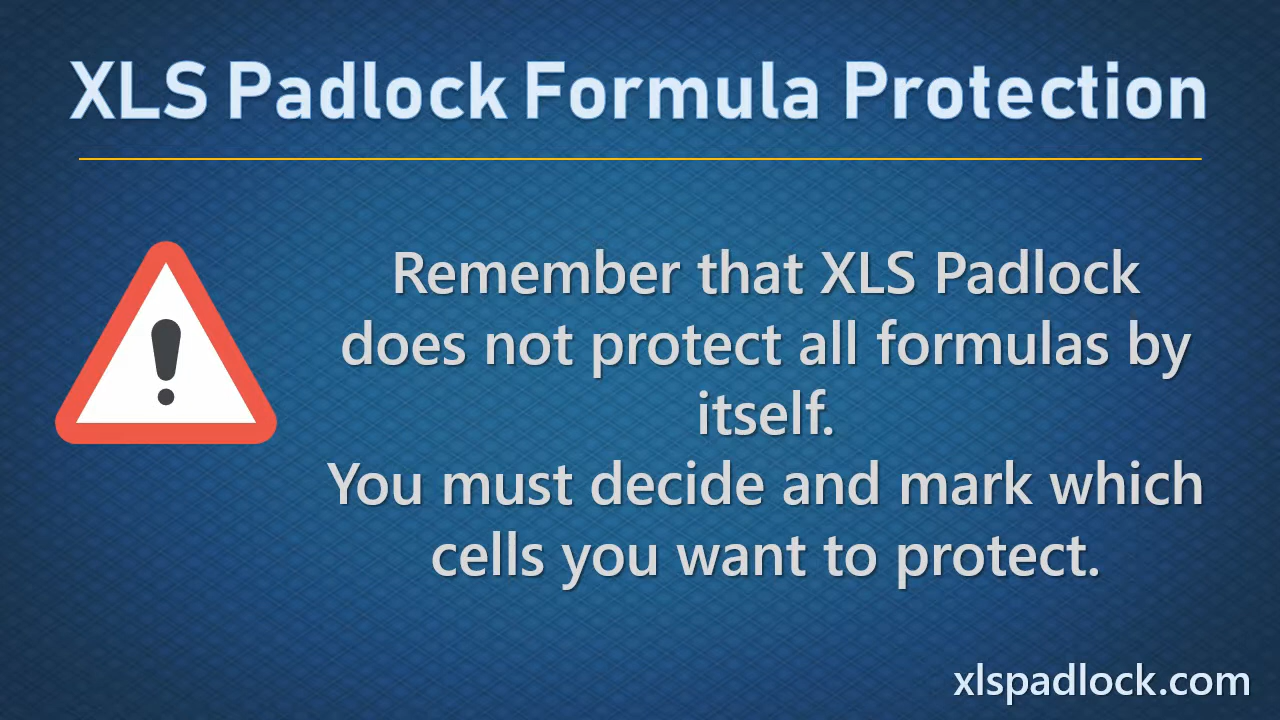 XLS Padlock Formula Protection
Remember that XLS Padlock
does not protect all formulas by
itself.
You must decide and mark which
cells you want to protect.
xlspadlock.com